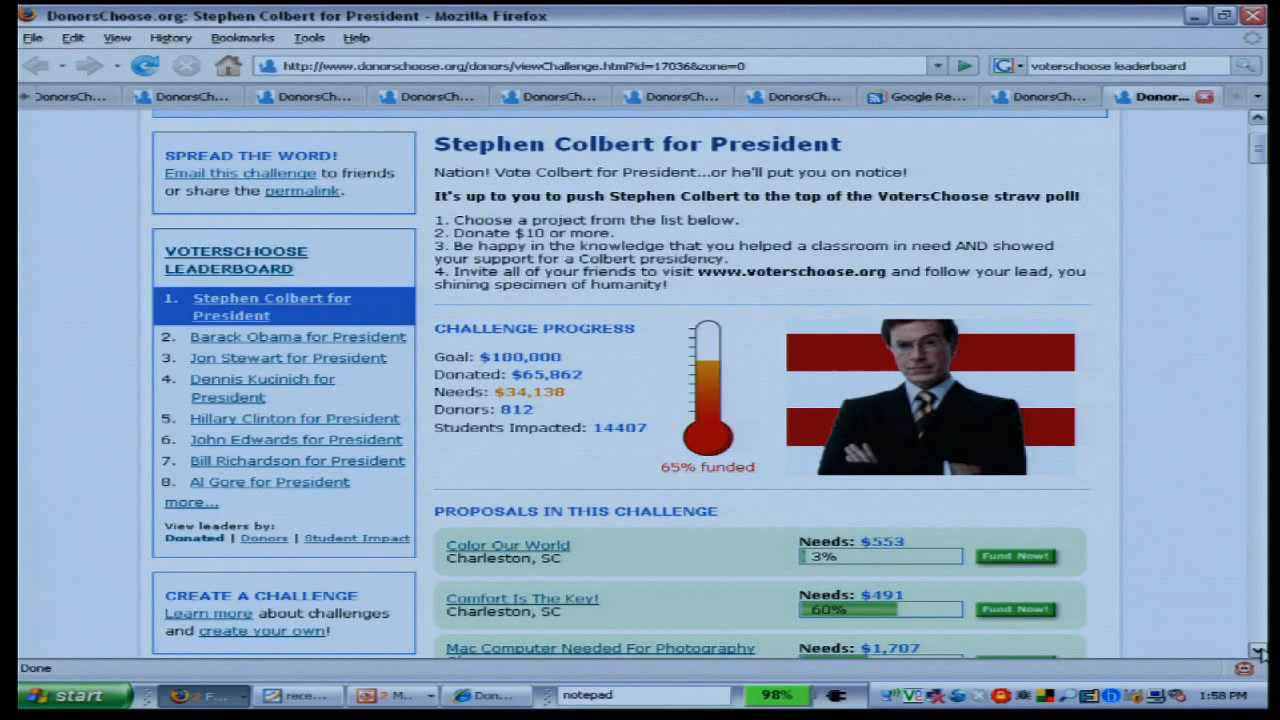 DonorsChoose.org: Stephen Colbert for President - Mozilla Firefox
File Edit View History Bookmarks Tools Help
http://www.donorschoose.org/donors/viewChallenge.html?id=17036&zone=0
voterschoose leaderboard
DonorsCh... DonorsCh... DonorsCh... DonorsCh... DonorsCh... DonorsCh... DonorsCh... Google Re... DonorsCh... Donor...
SPREAD THE WORD!
Email this challenge to friends
or share the permalink.
VOTERSCHOOSE
LEADERBOARD
1. Stephen Colbert for
President
2. Barack Obama for President
3. Jon Stewart for President
4. Dennis Kucinich for
President
5. Hillary Clinton for President
6. John Edwards for President
7. Bill Richardson for President
8. Al Gore for President
more...
View leaders by:
Donated | Donors | Student Impact
CREATE A CHALLENGE
Learn more about challenges
and create your own!
Stephen Colbert for President
Nation! Vote Colbert for President...or he'll put you on notice!
It's up to you to push Stephen Colbert to the top of the VotersChoose straw poll!
1. Choose a project from the list below.
2. Donate $10 or more.
3. Be happy in the knowledge that you helped a classroom in need AND showed
your support for a Colbert presidency.
4. Invite all of your friends to visit www.voterschoose.org and follow your lead, you
shining specimen of humanity!
CHALLENGE PROGRESS
Goal: $100,000
Donated: $65,862
Needs: $34,138
Donors: 812
Students Impacted: 14407
65% funded
PROPOSALS IN THIS CHALLENGE
Color Our World
Charleston, SC
Needs: $553
3%
Fund Now!
Comfort Is The Key!
Charleston, SC
Needs: $491
60%
Fund Now!
Mac Computer Needed For Photography
Needs: $1,707
Done
start
2 F...
rece...
2 M...
Don...
notepad
98%
1:58 PM